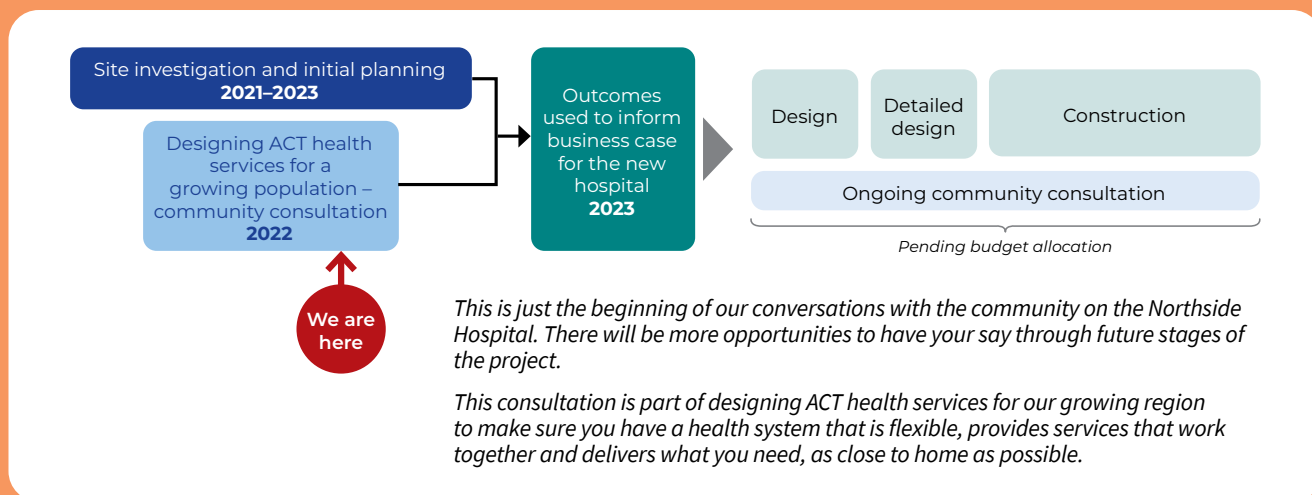 Site investigation and initial planning
2021–2023
Designing ACT health
services for a
growing population –
community consultation
2022
We are
here
Outcomes
used to inform
business case
for the new
hospital
2023
Design
Detailed
design
Construction
Ongoing community consultation
Pending budget allocation
This is just the beginning of our conversations with the community on the Northside
Hospital. There will be more opportunities to have your say through future stages of
the project.
This consultation is part of designing ACT health services for our growing region
to make sure you have a health system that is flexible, provides services that work
together and delivers what you need, as close to home as possible.